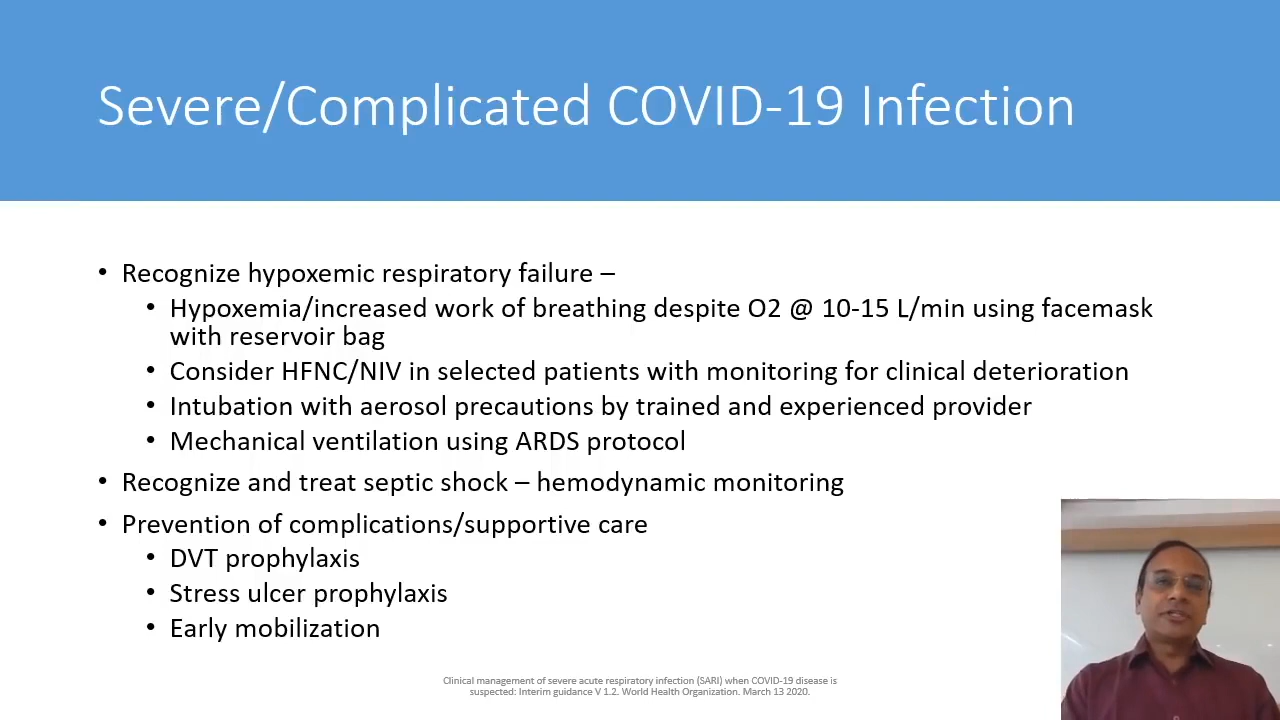 Severe/Complicated COVID-19 Infection
• Recognize hypoxemic respiratory failure –
• Hypoxemia/increased work of breathing despite O2 @ 10-15 L/min using facemask
with reservoir bag
• Consider HFNC/NIV in selected patients with monitoring for clinical deterioration
• Intubation with aerosol precautions by trained and experienced provider
• Mechanical ventilation using ARDS protocol
• Recognize and treat septic shock – hemodynamic monitoring
• Prevention of complications/supportive care
• DVT prophylaxis
• Stress ulcer prophylaxis
• Early mobilization
Clinical management of severe acute respiratory infection (SARI) when COVID-19 disease is
suspected: Interim guidance V 1.2. World Health Organization. March 13 2020.